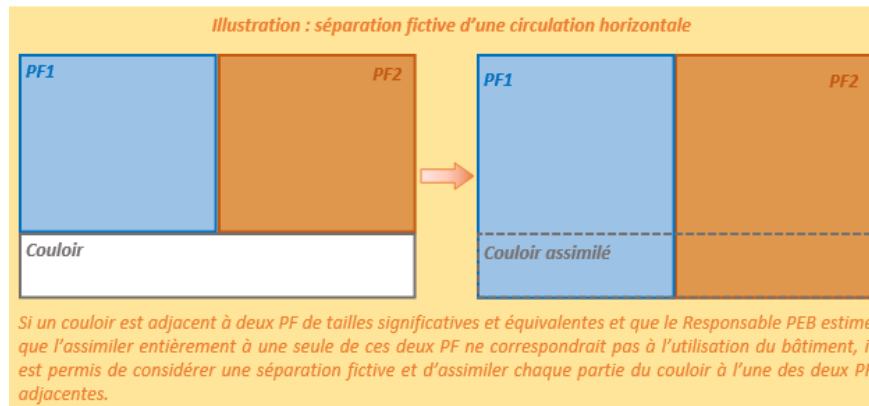 Illustration : séparation fictive d'une circulation horizontale
PF1 PF2 PF1 PF2
Couloir Couloir assimilé
Si un couloir est adjacent à deux PF de tailles significatives et équivalentes et que le Responsable PEB estime
que l'assimiler entièrement à une seule de ces deux PF ne correspondrait pas à l'utilisation du bâtiment, i
est permis de considérer une séparation fictive et d'assimiler chaque partie du couloir à l'une des deux PF
adjacentes.